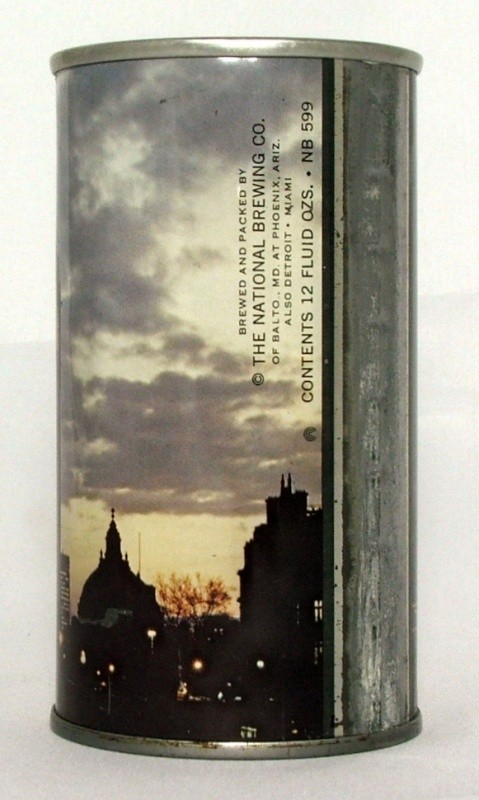 BREWED AND PACKED BY
© THE NATIONAL BREWING CO.
OF BALTO., MD. AT PHOENIX, ARIZ.
ALSO DETROIT • MIAMI
CONTENTS 12 FLUID OZS. • NB 599